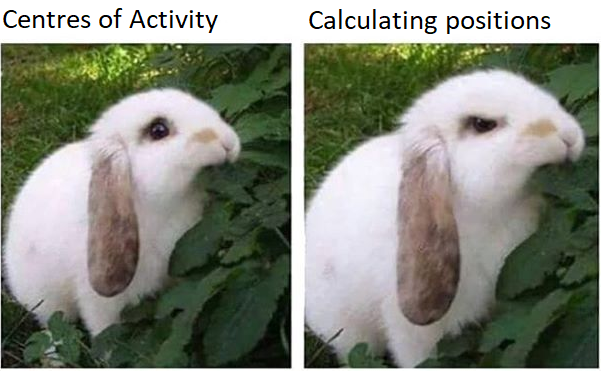 Centres of Activity
Calculating positions